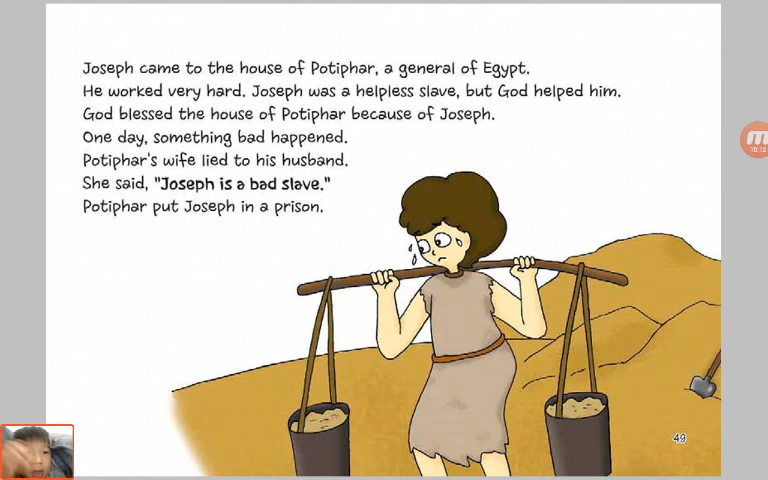 Joseph came to the house of Potiphar, a general of Egypt.
He worked very hard. Joseph was a helpless slave, but God helped him.
God blessed the house of Potiphar because of Joseph.
One day, something bad happened.
Potiphar's wife lied to his husband.
She said, "Joseph is a bad slave."
Potiphar put Joseph in a prison.
49